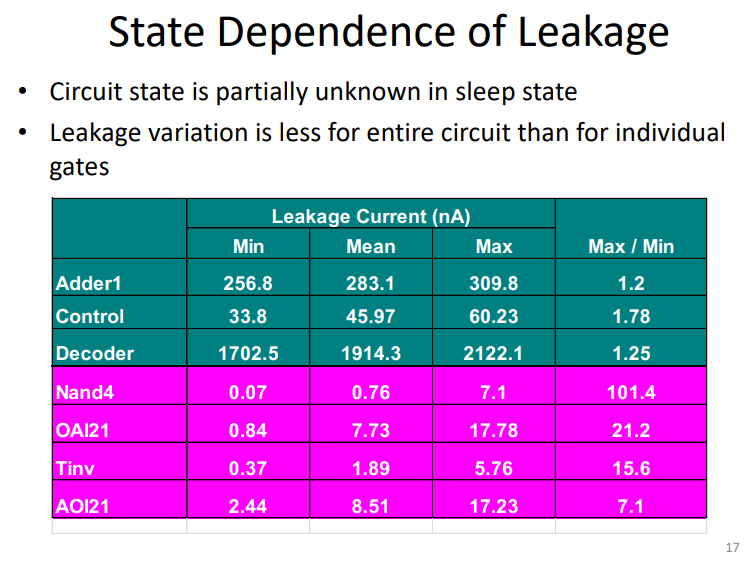 State Dependence of Leakage
• Circuit state is partially unknown in sleep state
• Leakage variation is less for entire circuit than for individual
gates
Leakage Current (nA)
Min Mean Max Max / Min
Adder1 256.8 283.1 309.8 1.2
Control 33.8 45.97 60.23 1.78
Decoder 1702.5 1914.3 2122.1 1.25
Nand4 0.07 0.76 7.1 101.4
OAI21 0.84 7.73 17.78 21.2
Tinv 0.37 1.89 5.76 15.6
AOI21 2.44 8.51 17.23 7.1
17